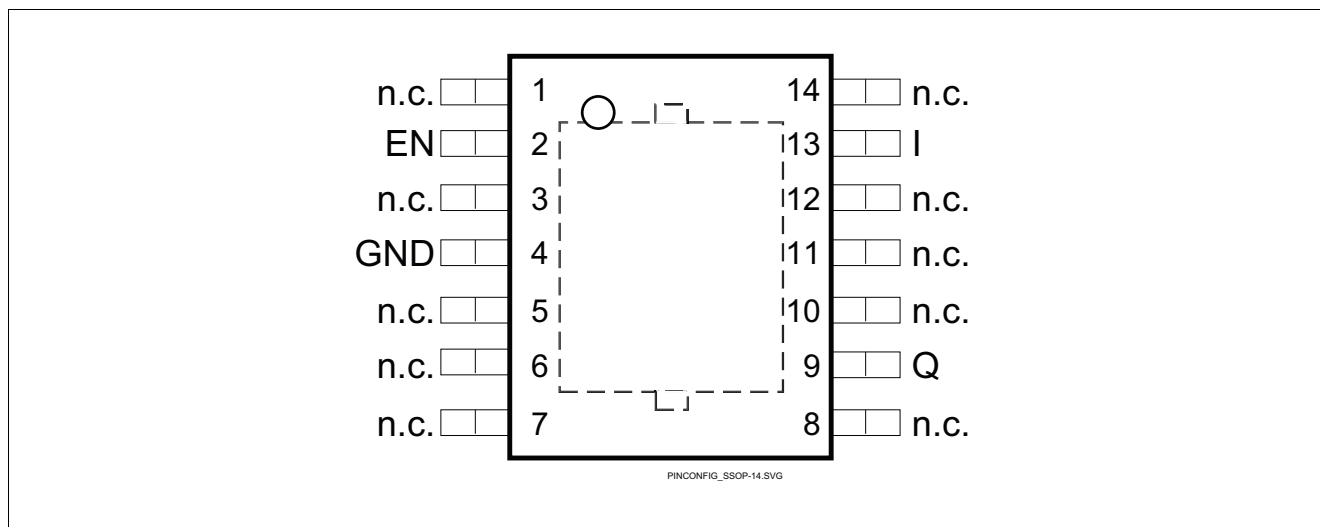 n.c. 1 14 n.c.
EN 2 13 I
n.c. 3 12 n.c.
GND 4 11 n.c.
n.c. 5 10 n.c.
n.c. 6 9 Q
n.c. 7 8 n.c.
PINCONFIG_SSOP-14.SVG